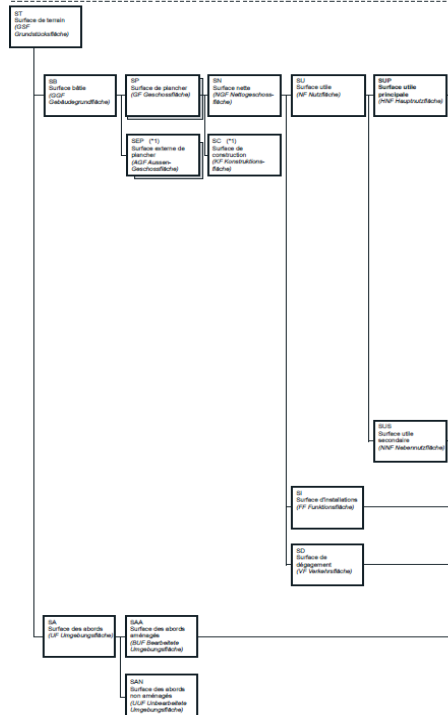 ST
Surface de terrain
(GSF
Grundstücksfläche)
SB
Surface bâtie
(GGF
Gebäudegrundfläche)
SP
Surface de plancher
(GF Geschossfläche)
SN
Surface nette
(NGF Nettogeschoss-
fläche)
SU
Surface utile
(NF Nutzfläche)
SUP
Surface utile
principale
(HNF Hauptnutzfläche)
SEP (*1)
Surface externe de
plancher
(AGF Aussen-
Geschossfläche)
SC (*1)
Surface de
construction
(KF Konstruktions-
fläche)
SUS
Surface utile
secondaire
(NNF Nebennutzfläche)
SI
Surface d'installations
(FF Funktionsfläche)
SD
Surface de
dégagement
(VF Verkehrsfläche)
SA
Surface des abords
(UF Umgebungsfläche)
SAA
Surface des abords
aménagés
(BUF Bearbeitete
Umgebungsfläche)
SAN
Surface des abords
non aménagés
(UUF Unbearbeitete
Umgebungsfläche)